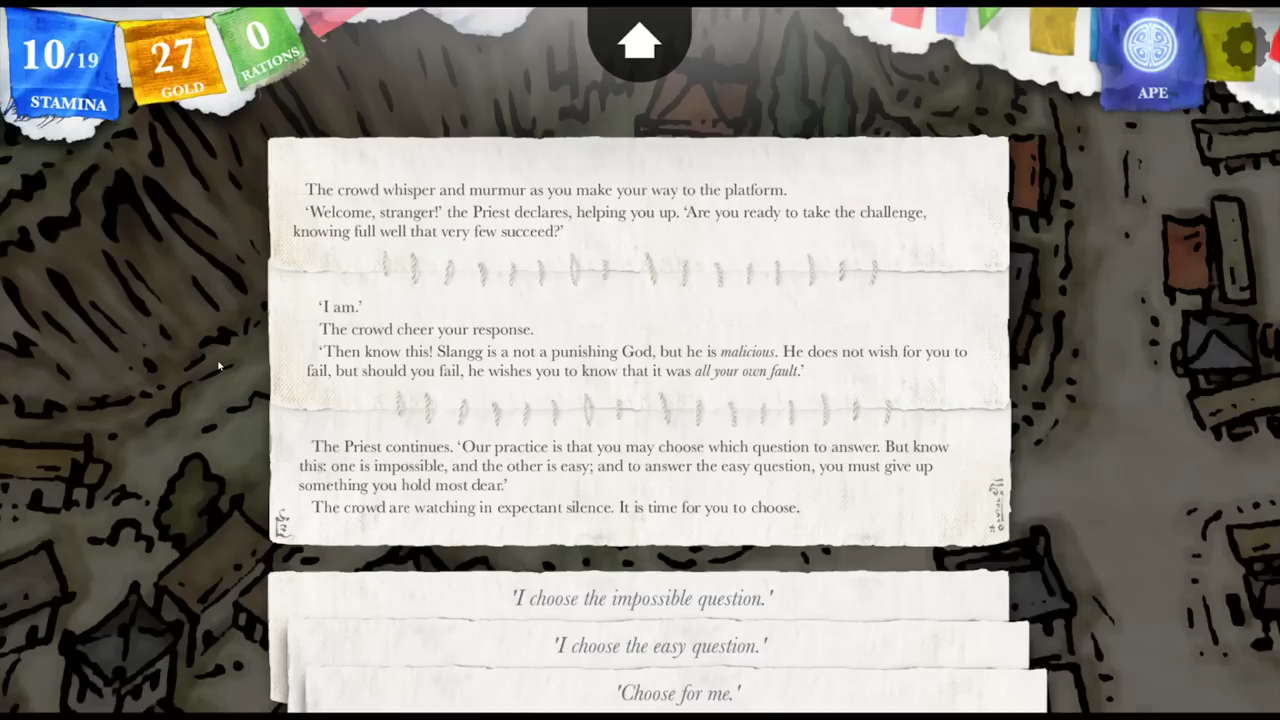 10/19
STAMINA
27
GOLD
0
RATIONS
APE
The crowd whisper and murmur as you make your way to the platform.
‘Welcome, stranger!’ the Priest declares, helping you up. ‘Are you ready to take the challenge,
knowing full well that very few succeed?’
‘I am.’
The crowd cheer your response.
‘Then know this! Slangg is a not a punishing God, but he is malicious. He does not wish for you to
fail, but should you fail, he wishes you to know that it was all your own fault.’
The Priest continues. ‘Our practice is that you may choose which question to answer. But know
this: one is impossible, and the other is easy; and to answer the easy question, you must give up
something you hold most dear.’
The crowd are watching in expectant silence. It is time for you to choose.
'I choose the impossible question.'
'I choose the easy question.'
'Choose for me.'